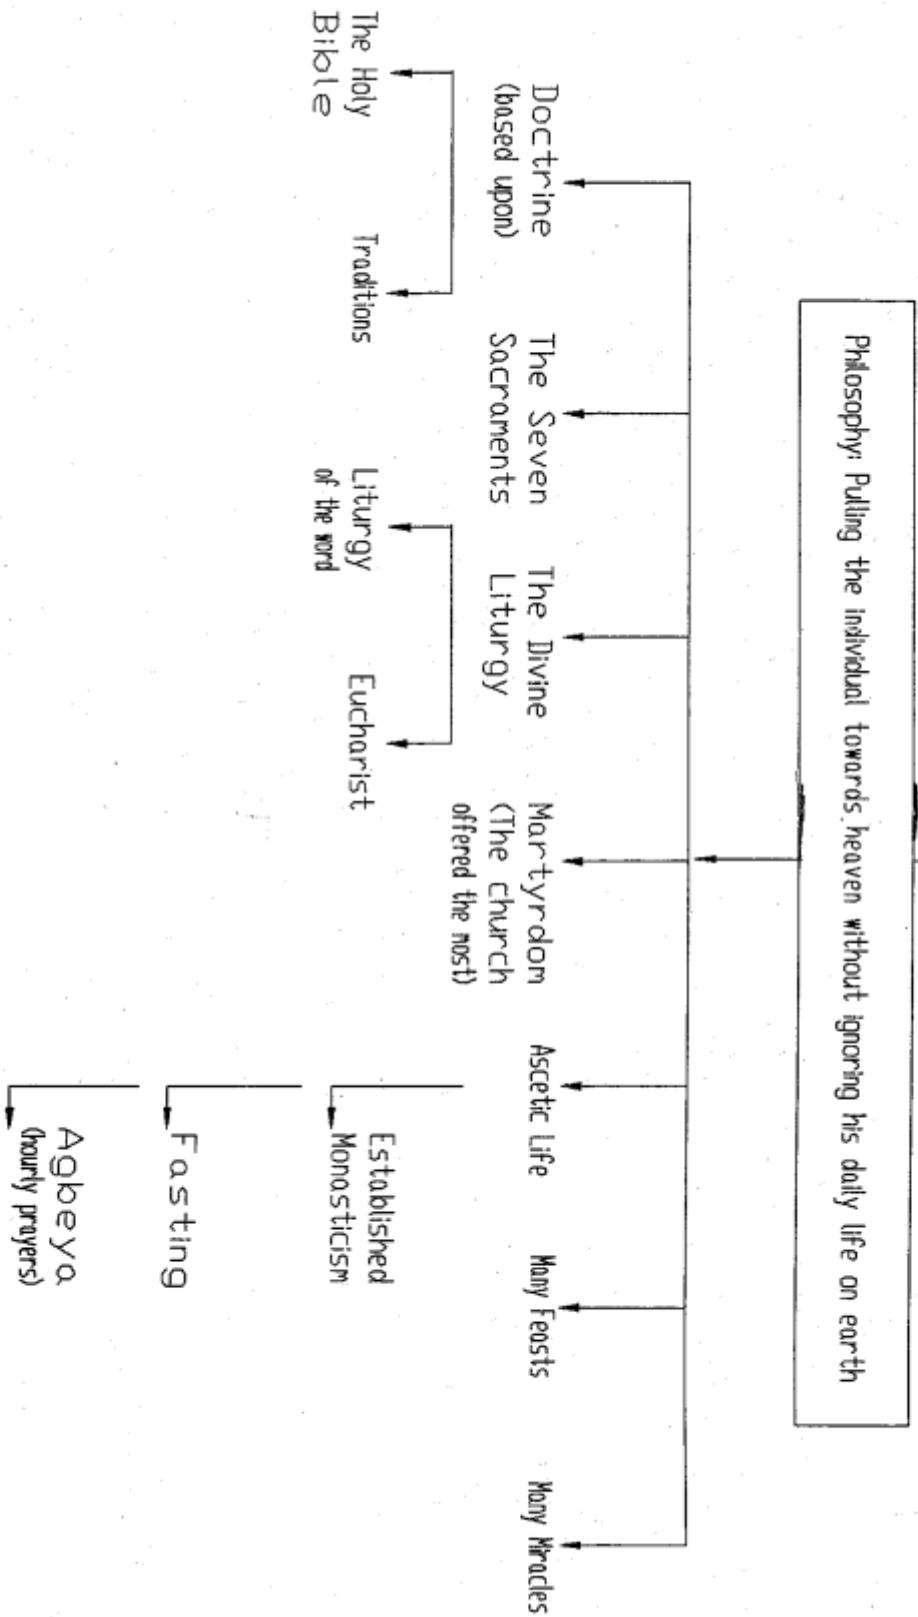 Philosophy: Pulling the individual towards heaven without ignoring his daily life on earth
Doctrine
(based upon)
The Holy
Bible
Traditions
The Seven
Sacraments
The Divine
Liturgy
Liturgy
of the word
Eucharist
Martyrdom
(The church
offered the most)
Ascetic Life
Established
Monasticism
Fasting
Agbeya
(hourly prayers)
Many Feasts
Many Miracles